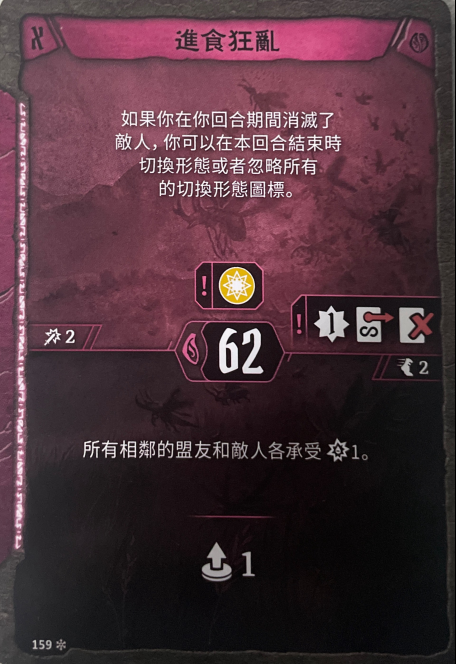 進食狂亂
如果你在你回合期間消滅了
敵人，你可以在本回合結束時
切換形態或者忽略所有
的切換形態圖標。
!
! 1
2
62
2
所有相鄰的盟友和敵人各承受 1。
1
159